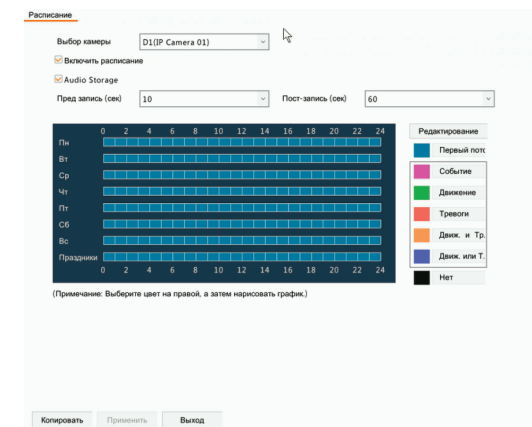 Расписание
Выбор камеры D1(IP Camera 01)
Включить расписание
Audio Storage
Пред запись (сек) 10 Пост-запись (сек) 60
0 2 4 6 8 10 12 14 16 18 20 22 24
Редактирование
Пн
Вт
Ср
Чт
Пт
Сб
Вс
Праздники
0 2 4 6 8 10 12 14 16 18 20 22 24
Первый пото
Событие
Движение
Тревоги
Движ. и Тр.
Движ. или Т.
Нет
(Примечание: Выберите цвет на правой, а затем нарисовать график.)
Копировать Применить Выход